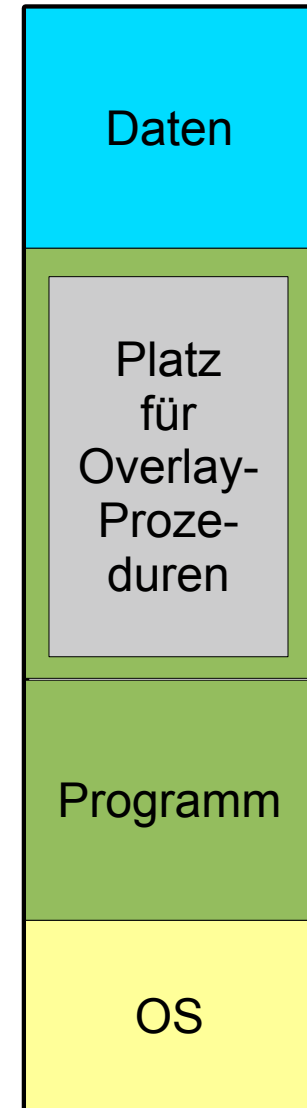 Daten
Platz
für
Overlay-
Proze-
duren
Programm
OS